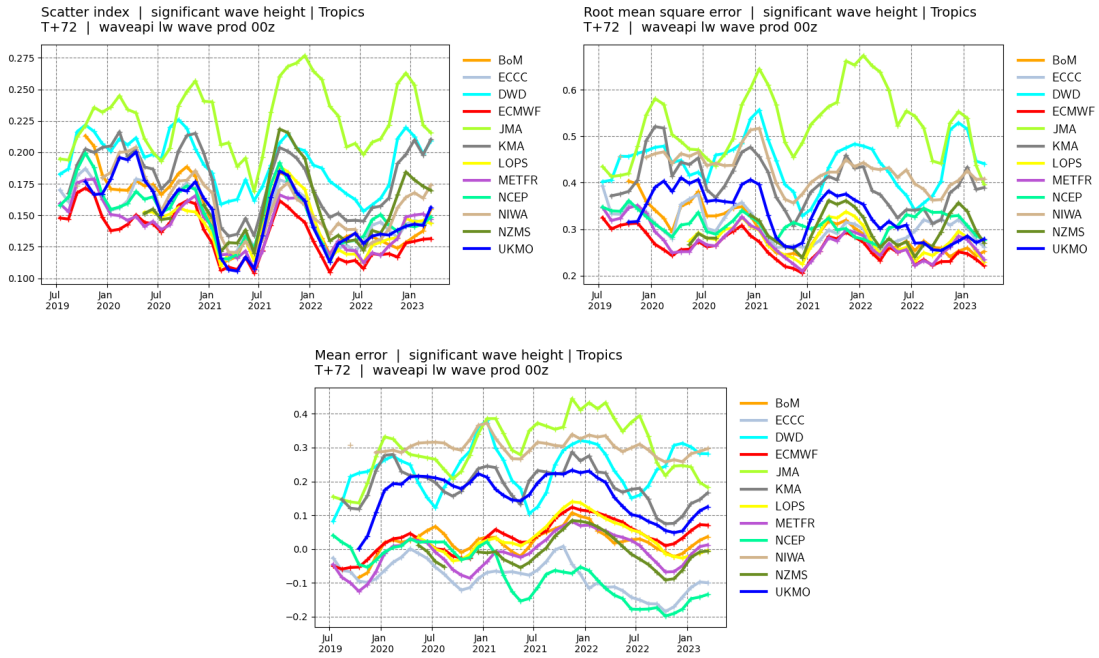 Scatter index | significant wave height | Tropics
T+72 | waveapi lw wave prod 00z
0.275
0.250
0.225
0.200
0.175
0.150
0.125
0.100
Jul 2019
Jan 2020
Jul 2020
Jan 2021
Jul 2021
Jan 2022
Jul 2022
Jan 2023
BoM
ECCC
DWD
ECMWF
JMA
KMA
LOPS
METFR
NCEP
NIWA
NZMS
UKMO
Root mean square error | significant wave height | Tropics
T+72 | waveapi lw wave prod 00z
0.6
0.5
0.4
0.3
0.2
Jul 2019
Jan 2020
Jul 2020
Jan 2021
Jul 2021
Jan 2022
Jul 2022
Jan 2023
BoM
ECCC
DWD
ECMWF
JMA
KMA
LOPS
METFR
NCEP
NIWA
NZMS
UKMO
Mean error | significant wave height | Tropics
T+72 | waveapi lw wave prod 00z
0.4
0.3
0.2
0.1
0.0
−0.1
−0.2
Jul 2019
Jan 2020
Jul 2020
Jan 2021
Jul 2021
Jan 2022
Jul 2022
Jan 2023
BoM
ECCC
DWD
ECMWF
JMA
KMA
LOPS
METFR
NCEP
NIWA
NZMS
UKMO